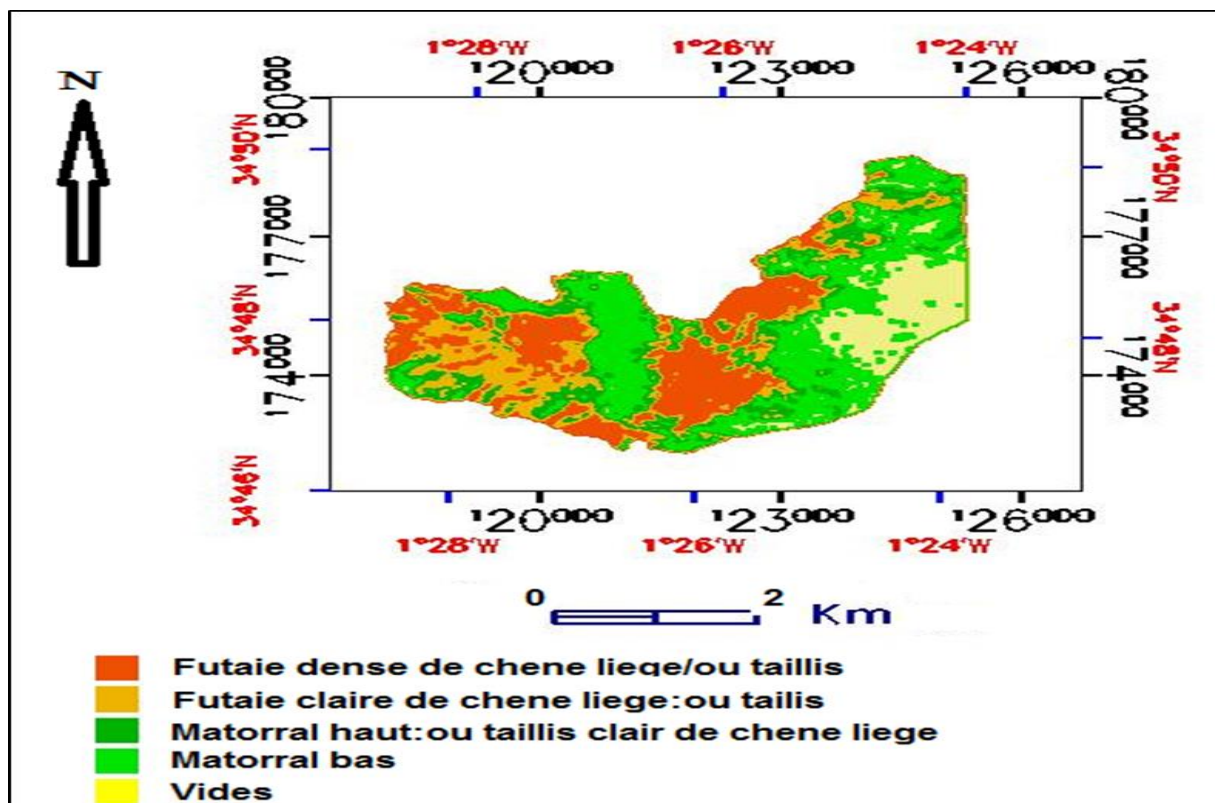 N
1°28'W 1°26'W 1°24'W
120000 123000 126000
180000 180000
34°50'N 34°50'N
177000 177000
34°48'N 34°48'N
174000 174000
34°46'N
120000 123000 126000
1°28'W 1°26'W 1°24'W
0 2 Km
Futaie dense de chene liege/ou taillis
Futaie claire de chene liege:ou tailis
Matorral haut:ou taillis clair de chene liege
Matorral bas
Vides